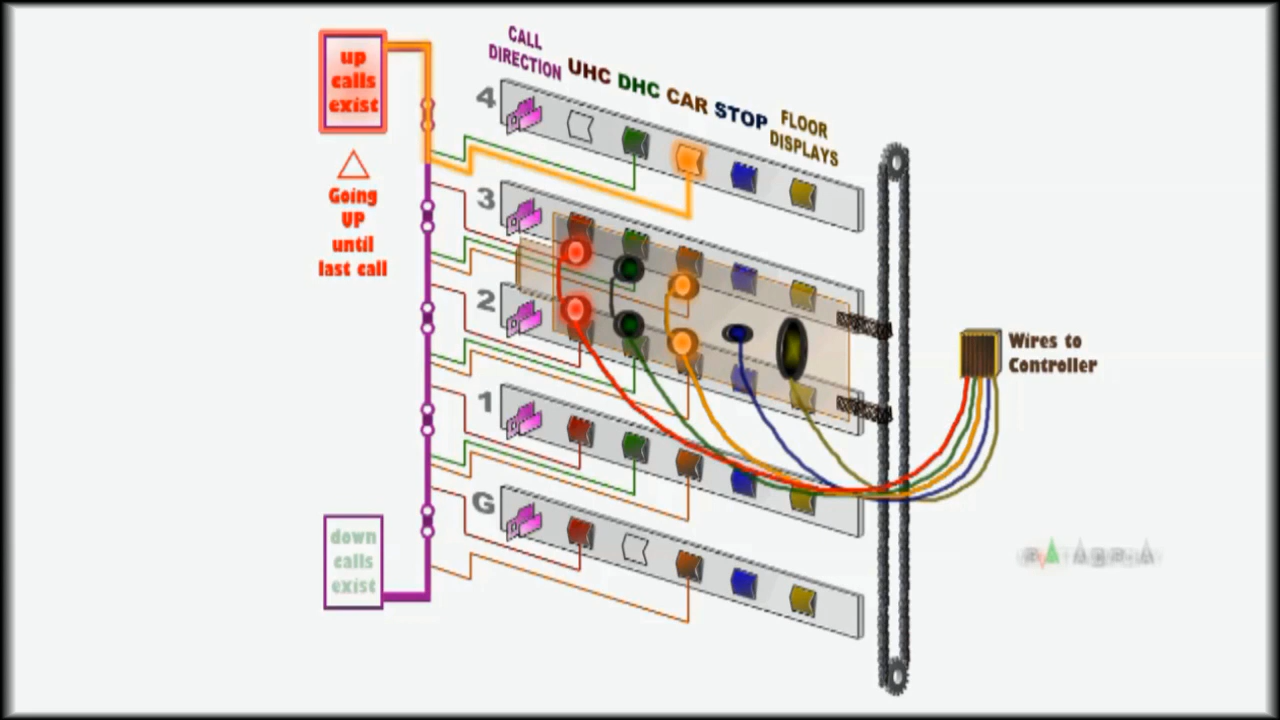 CALL
DIRECTION
UHC DHC CAR STOP
FLOOR
DISPLAYS
up
calls
exist
4
Going
UP
until
last call
3
2
Wires to
Controller
1
G
down
calls
exist